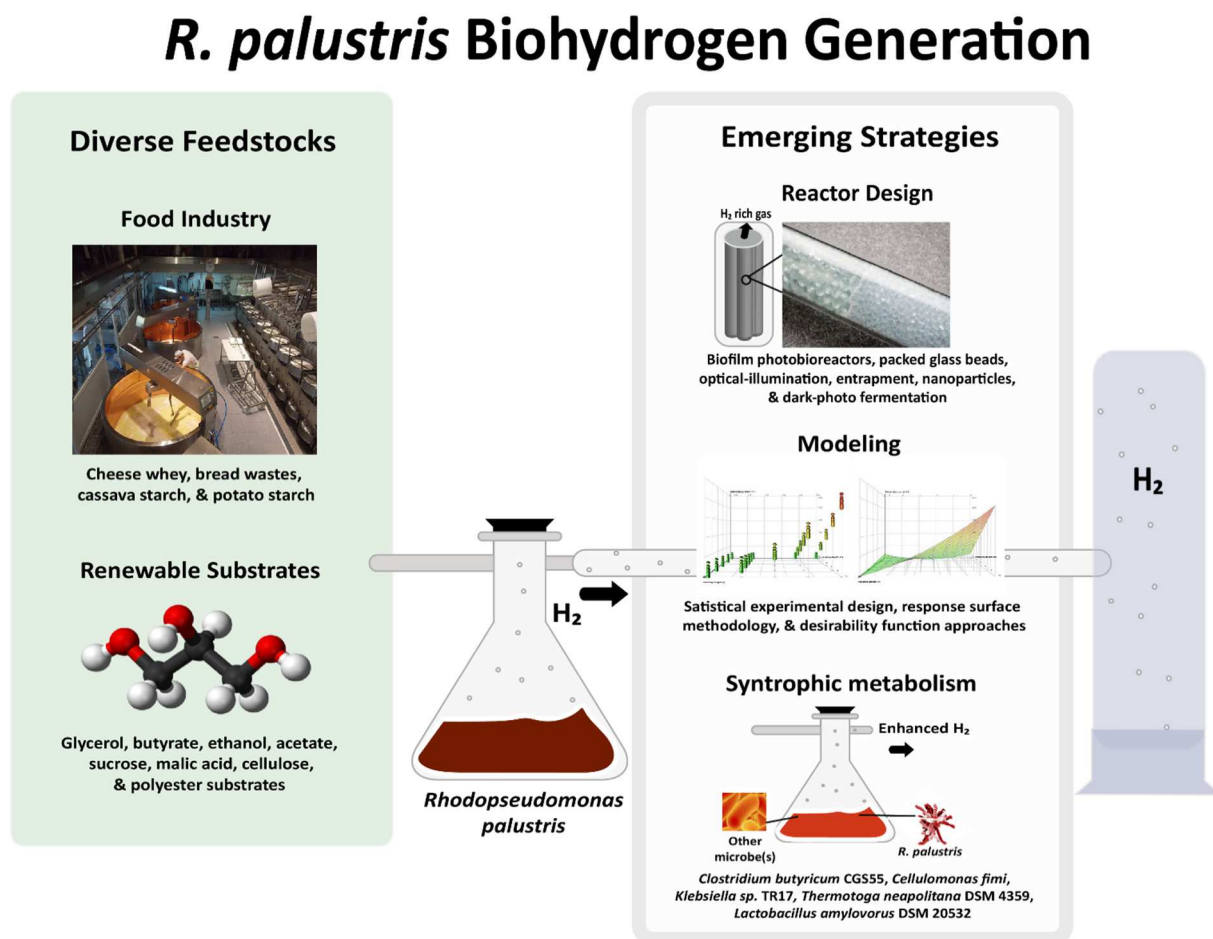 R. palustris Biohydrogen Generation
Diverse Feedstocks
Food Industry
Cheese whey, bread wastes,
cassava starch, & potato starch
Renewable Substrates
Glycerol, butyrate, ethanol, acetate,
sucrose, malic acid, cellulose,
& polyester substrates
H₂
Rhodopseudomonas
palustris
Emerging Strategies
Reactor Design
H₂ rich gas
Biofilm photobioreactors, packed glass beads,
optical-illumination, entrapment, nanoparticles,
& dark-photo fermentation
Modeling
Satistical experimental design, response surface
methodology, & desirability function approaches
Syntrophic metabolism
Enhanced H₂
Other
microbe(s)
R. palustris
Clostridium butyricum CGS55, Cellulomonas fimi,
Klebsiella sp. TR17, Thermotoga neapolitana DSM 4359,
Lactobacillus amylovorus DSM 20532
H₂